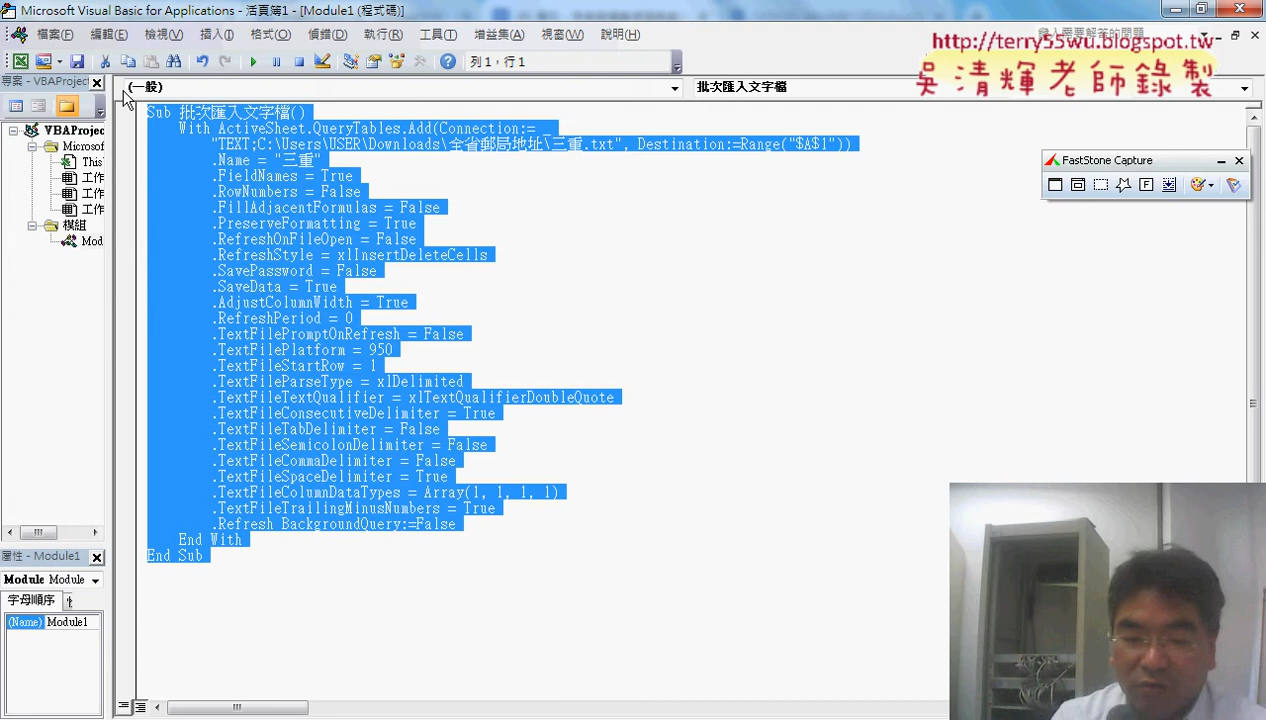 Microsoft Visual Basic for Applications - 活頁簿1 - [Module1 (程式碼)]
檔案(F) 編輯(E) 檢視(V) 插入(I) 格式(O) 偵錯(D) 執行(R) 工具(T) 增益集(A) 視窗(W) 說明(H)
http://terry55wu.blogspot.tw
吳清輝老師錄製
列 1, 行 1
專案 - VBAProjec
(一般)
批次匯入文字檔
VBAProjec
Microsof
This
工作
工作
工作
模組
Mod
Sub 批次匯入文字檔()
With ActiveSheet.QueryTables.Add(Connection:= _
"TEXT;C:\Users\USER\Downloads\全省郵局地址\三重.txt", Destination:=Range("$A$1"))
.Name = "三重"
.FieldNames = True
.RowNumbers = False
.FillAdjacentFormulas = False
.PreserveFormatting = True
.RefreshOnFileOpen = False
.RefreshStyle = xlInsertDeleteCells
.SavePassword = False
.SaveData = True
.AdjustColumnWidth = True
.RefreshPeriod = 0
.TextFilePromptOnRefresh = False
.TextFilePlatform = 950
.TextFileStartRow = 1
.TextFileParseType = xlDelimited
.TextFileTextQualifier = xlTextQualifierDoubleQuote
.TextFileConsecutiveDelimiter = True
.TextFileTabDelimiter = False
.TextFileSemicolonDelimiter = False
.TextFileCommaDelimiter = False
.TextFileSpaceDelimiter = True
.TextFileColumnDataTypes = Array(1, 1, 1, 1)
.TextFileTrailingMinusNumbers = True
.Refresh BackgroundQuery:=False
End With
End Sub
FastStone Capture
屬性 - Module1
Module Module
字母順序
(Name) Module1